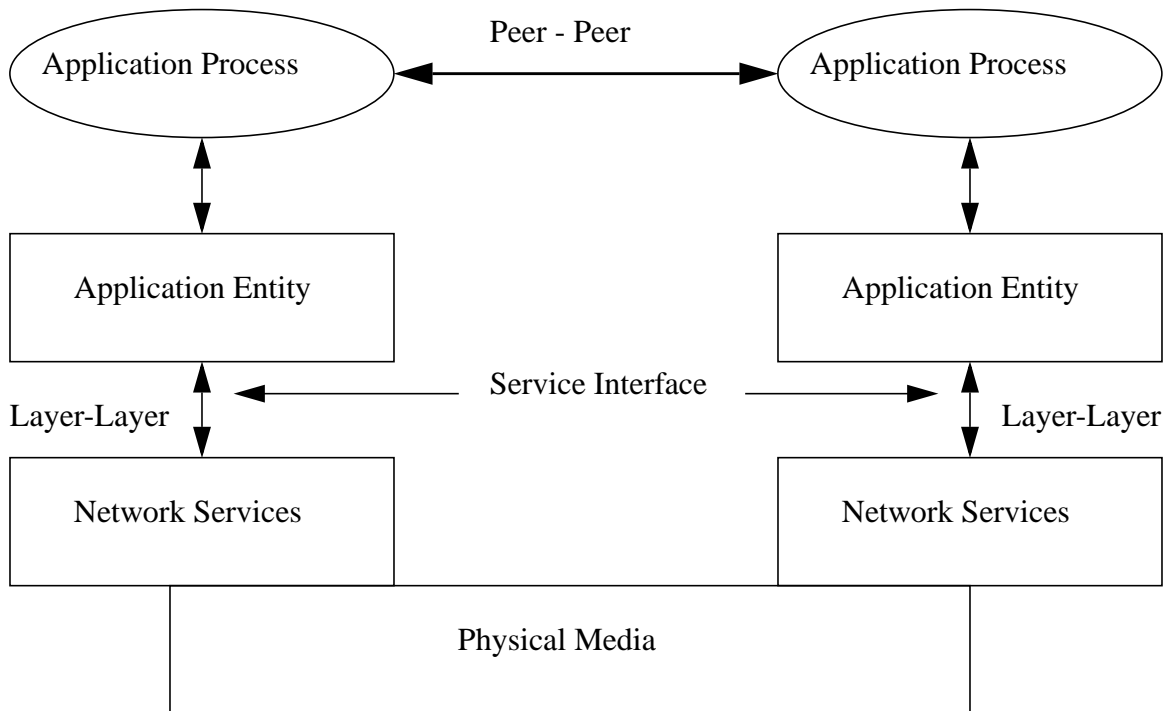 Peer - Peer
Application Process
Application Process
Application Entity
Application Entity
Service Interface
Layer-Layer
Layer-Layer
Network Services
Network Services
Physical Media